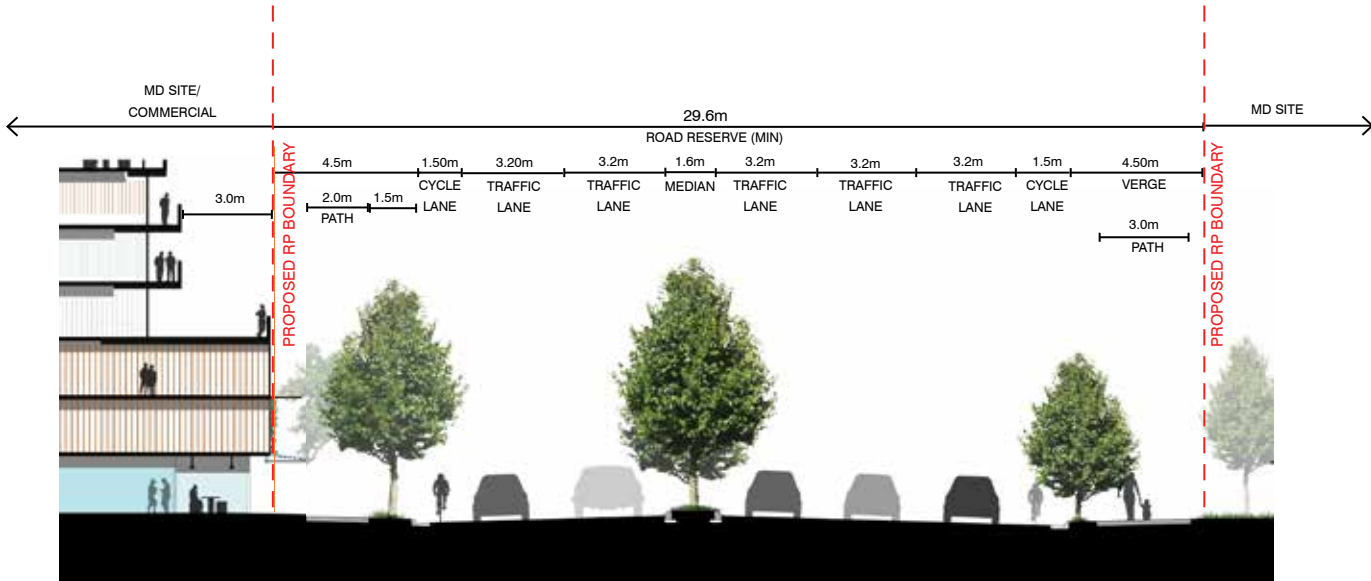 MD SITE/
COMMERCIAL
29.6m
ROAD RESERVE (MIN)
MD SITE
PROPOSED RP BOUNDARY
4.5m
1.50m
CYCLE
LANE
3.20m
TRAFFIC
LANE
3.2m
TRAFFIC
LANE
1.6m
MEDIAN
3.2m
TRAFFIC
LANE
3.2m
TRAFFIC
LANE
3.2m
TRAFFIC
LANE
1.5m
CYCLE
LANE
4.50m
VERGE
3.0m
2.0m
PATH
1.5m
3.0m
PATH
PROPOSED RP BOUNDARY